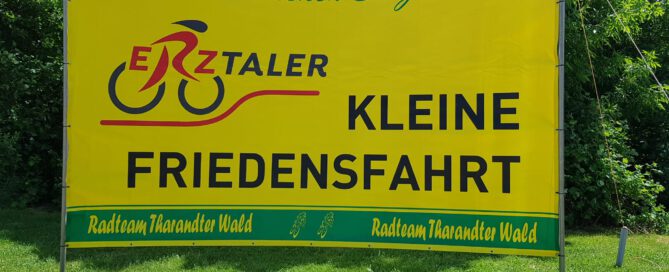 ERZTALER
KLEINE
FRIEDENSFAHRT
Radteam Tharandter Wald Radteam Tharandter Wald